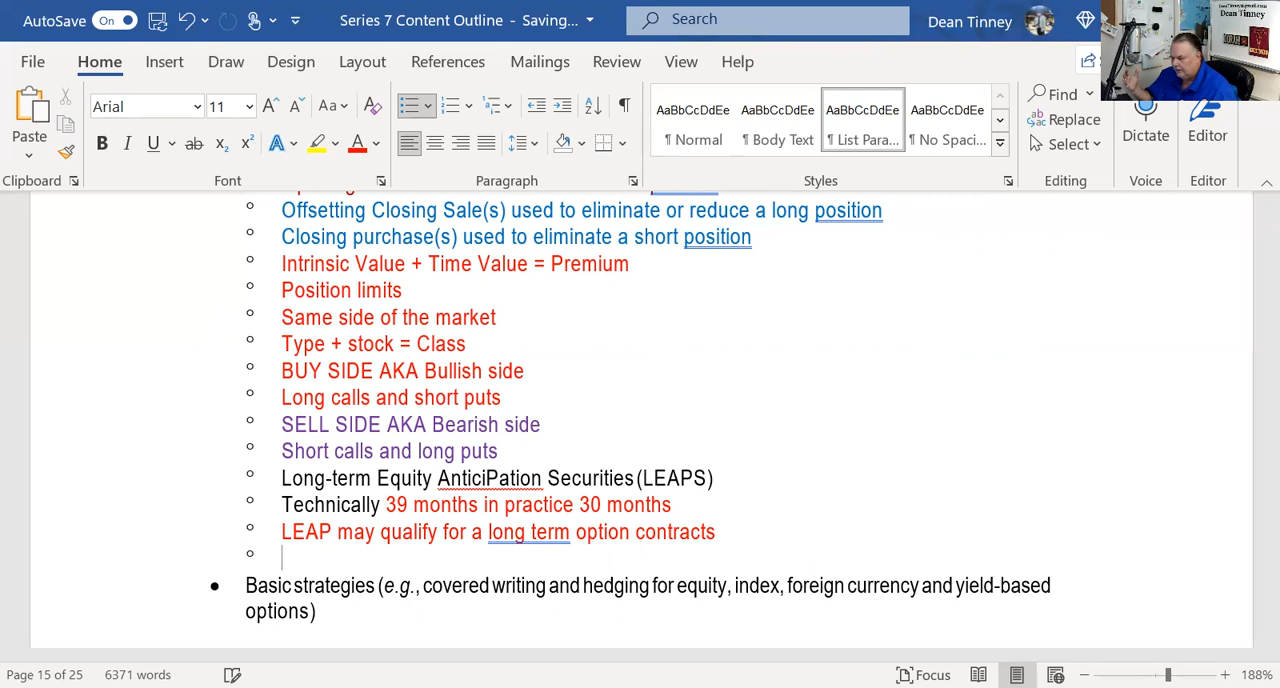 AutoSave On Series 7 Content Outline - Saving... Search Dean Tinney
Dean Tinney
File Home Insert Draw Design Layout References Mailings Review View Help
Arial 11 Aa
Paste
AaBbCcDdEe AaBbCcDdEe AaBbCcDdEe AaBbCcDdEe
¶ Normal ¶ Body Text ¶ List Para... ¶ No Spaci...
Find
Replace
Select
Dictate
Editor
Clipboard Font Paragraph Styles Editing Voice Editor
Offsetting Closing Sale(s) used to eliminate or reduce a long position
Closing purchase(s) used to eliminate a short position
Intrinsic Value + Time Value = Premium
Position limits
Same side of the market
Type + stock = Class
BUY SIDE AKA Bullish side
Long calls and short puts
SELL SIDE AKA Bearish side
Short calls and long puts
Long-term Equity AnticiPation Securities (LEAPS)
Technically 39 months in practice 30 months
LEAP may qualify for a long term option contracts
Basic strategies (e.g., covered writing and hedging for equity, index, foreign currency and yield-based
options)
Page 15 of 25 6371 words Focus 188%